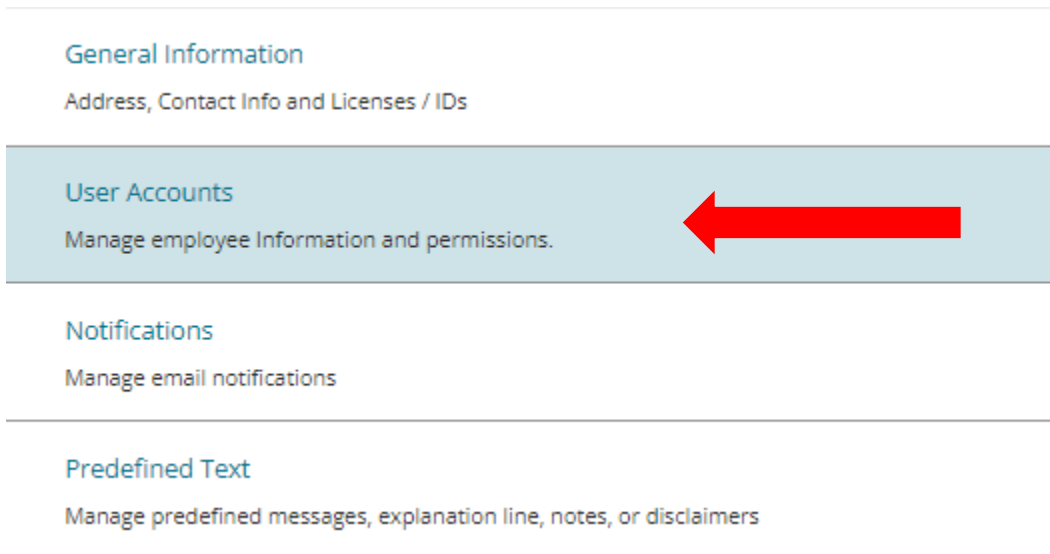 General Information
Address, Contact Info and Licenses / IDs
User Accounts
Manage employee Information and permissions.
Notifications
Manage email notifications
Predefined Text
Manage predefined messages, explanation line, notes, or disclaimers